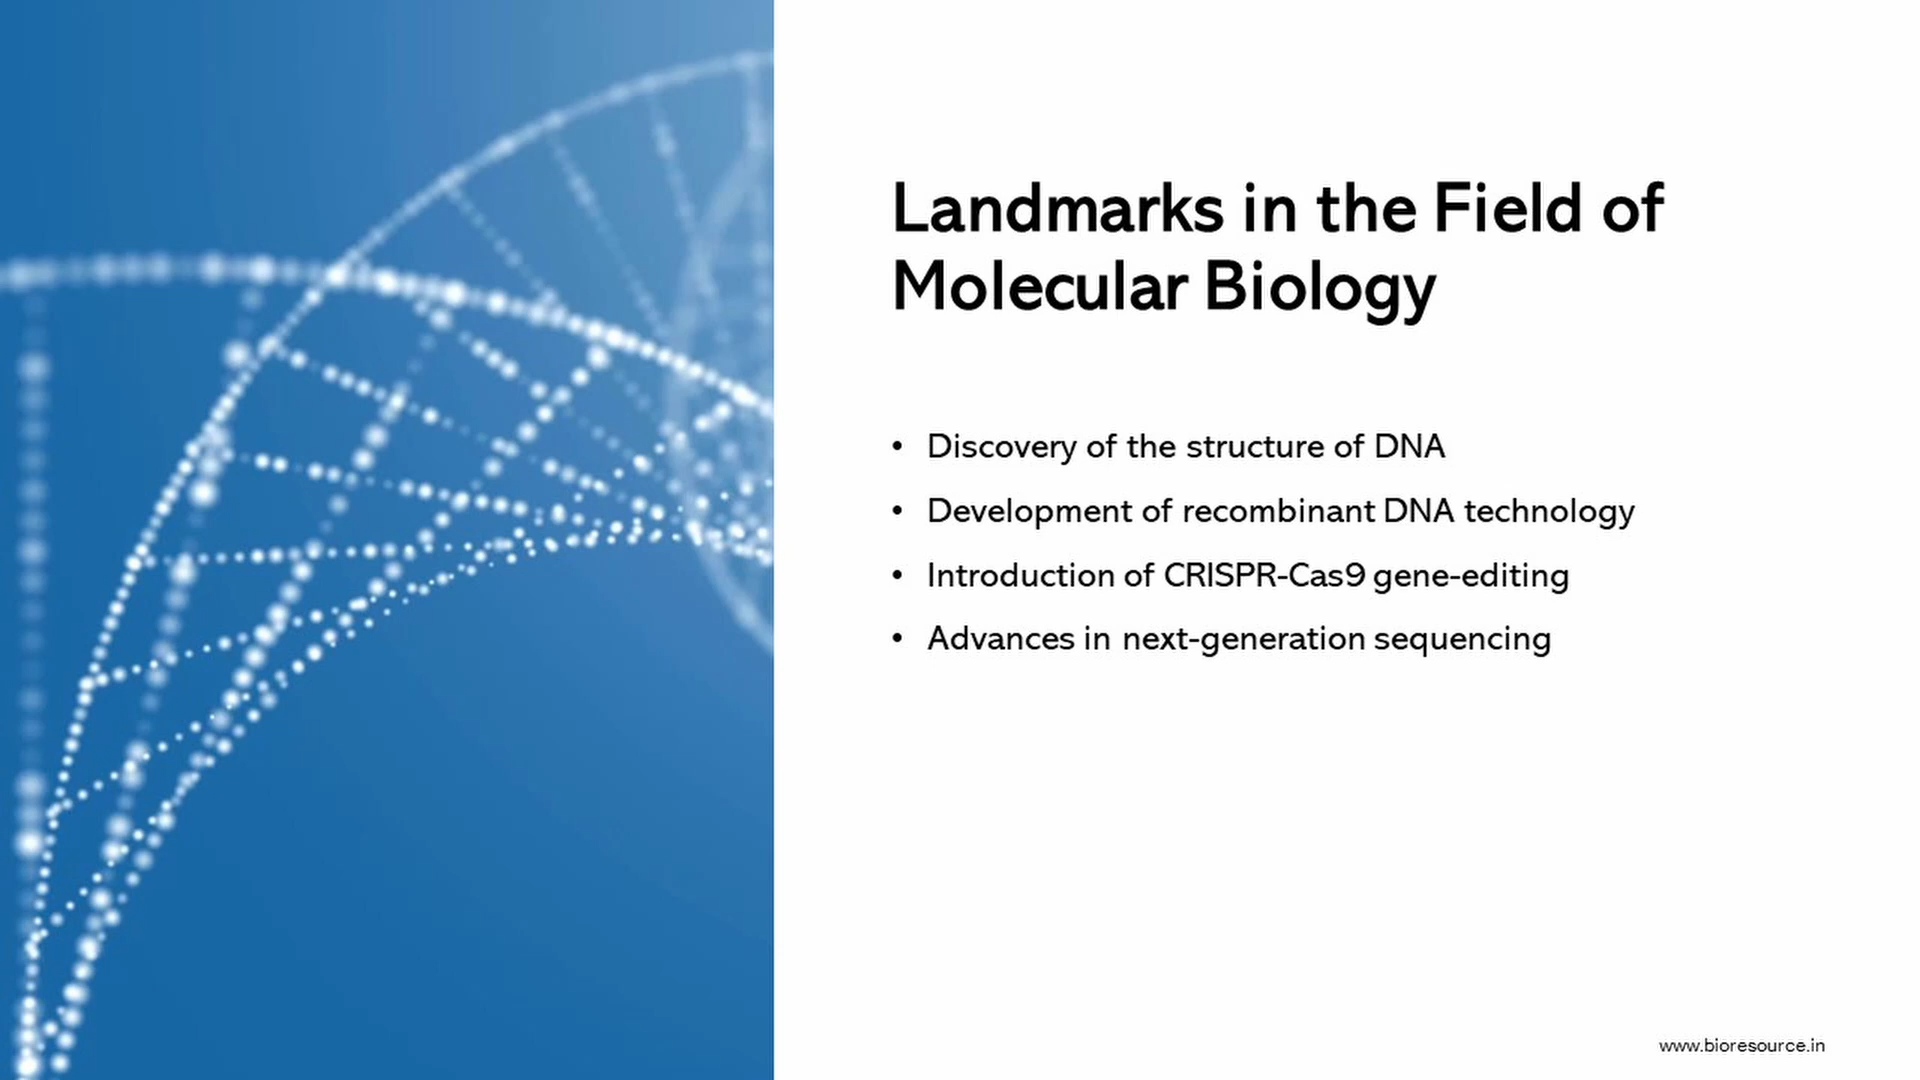 Landmarks in the Field of
Molecular Biology
• Discovery of the structure of DNA
• Development of recombinant DNA technology
• Introduction of CRISPR-Cas9 gene-editing
• Advances in next-generation sequencing
www.bioresource.in